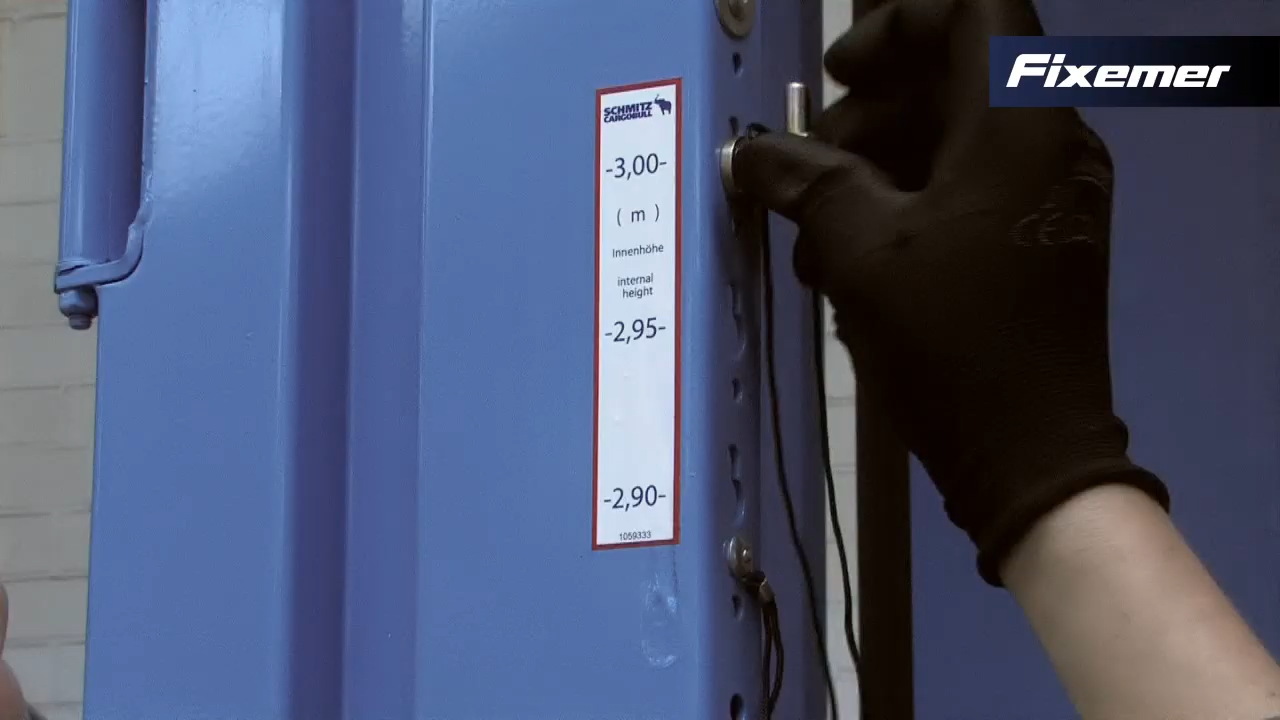 Fixemer
SCHMITZ
CARGOBULL
-3,00-
( m )
Innenhöhe
internal
height
-2,95-
-2,90-
1059333